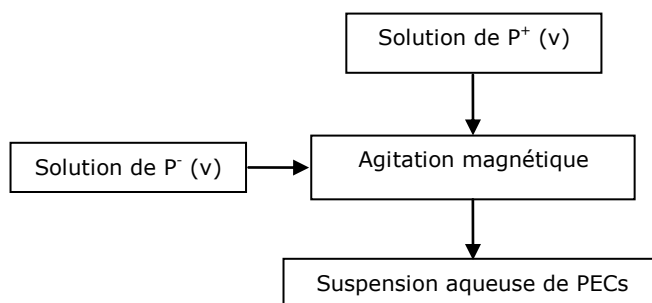 Solution de P⁺ (v)
Agitation magnétique
Solution de P⁻ (v)
Suspension aqueuse de PECs